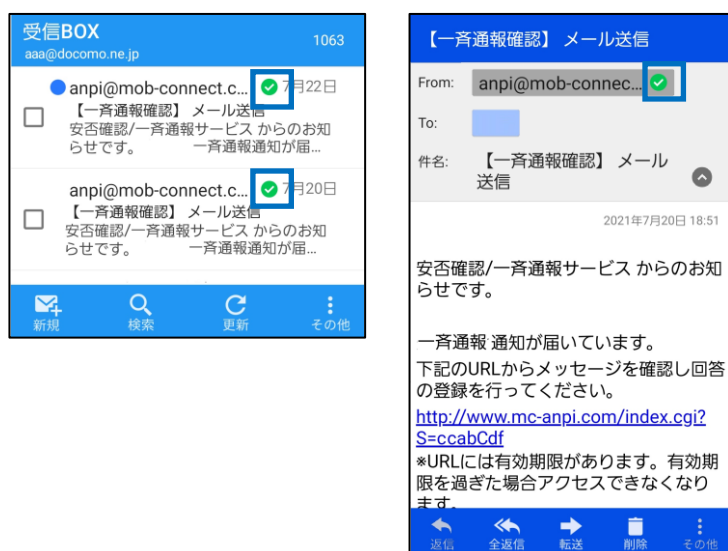 受信BOX
1063
aaa@docomo.ne.jp
anpi@mob-connect.c... 7月22日
【一斉通報確認】 メール送信
安否確認/一斉通報サービス からのお知
らせです。 一斉通報通知が届...
anpi@mob-connect.c... 7月20日
【一斉通報確認】 メール送信
安否確認/一斉通報サービス からのお知
らせです。 一斉通報通知が届...
新規 検索 更新 その他
【一斉通報確認】 メール送信
From: anpi@mob-connec...
To:
件名: 【一斉通報確認】 メール
送信
2021年7月20日 18:51
安否確認/一斉通報サービス からのお知
らせです。
一斉通報 通知が届いています。
下記のURLからメッセージを確認し回答
の登録を行ってください。
http://www.mc-anpi.com/index.cgi?
S=ccabCdf
*URLには有効期限があります。有効期
限を過ぎた場合アクセスできなくなり
ます。
返信 全返信 転送 削除 その他